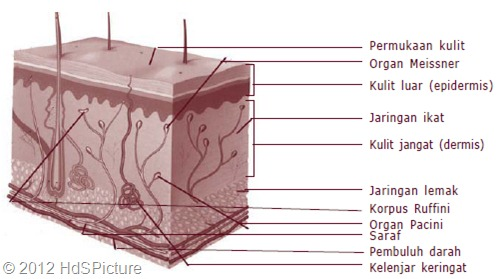 Permukaan kulit
Organ Meissner
Kulit luar (epidermis)
Jaringan ikat
Kulit jangat (dermis)
Jaringan lemak
Korpus Ruffini
Organ Pacini
Saraf
Pembuluh darah
Kelenjar keringat
© 2012 HdSPicture